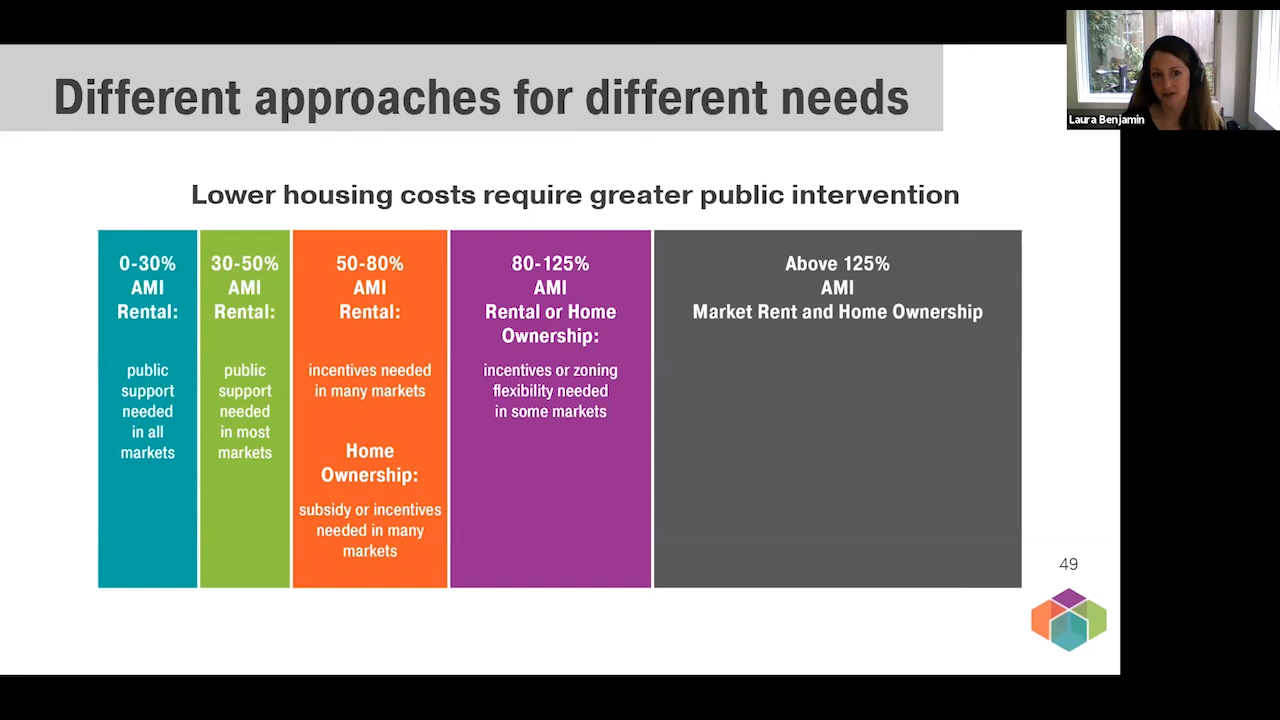 Different approaches for different needs
Laura Benjamin
Lower housing costs require greater public intervention
0-30%
AMI
Rental:
public
support
needed
in all
markets
30-50%
AMI
Rental:
public
support
needed
in most
markets
50-80%
AMI
Rental:
incentives needed
in many markets
Home
Ownership:
subsidy or incentives
needed in many
markets
80-125%
AMI
Rental or Home
Ownership:
incentives or zoning
flexibility needed
in some markets
Above 125%
AMI
Market Rent and Home Ownership
49